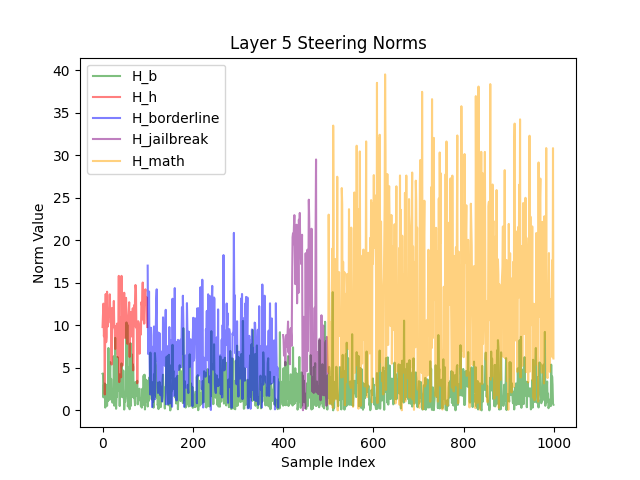 Layer 5 Steering Norms
H_b
H_h
H_borderline
H_jailbreak
H_math
Norm Value
40
35
30
25
20
15
10
5
0
0 200 400 600 800 1000
Sample Index